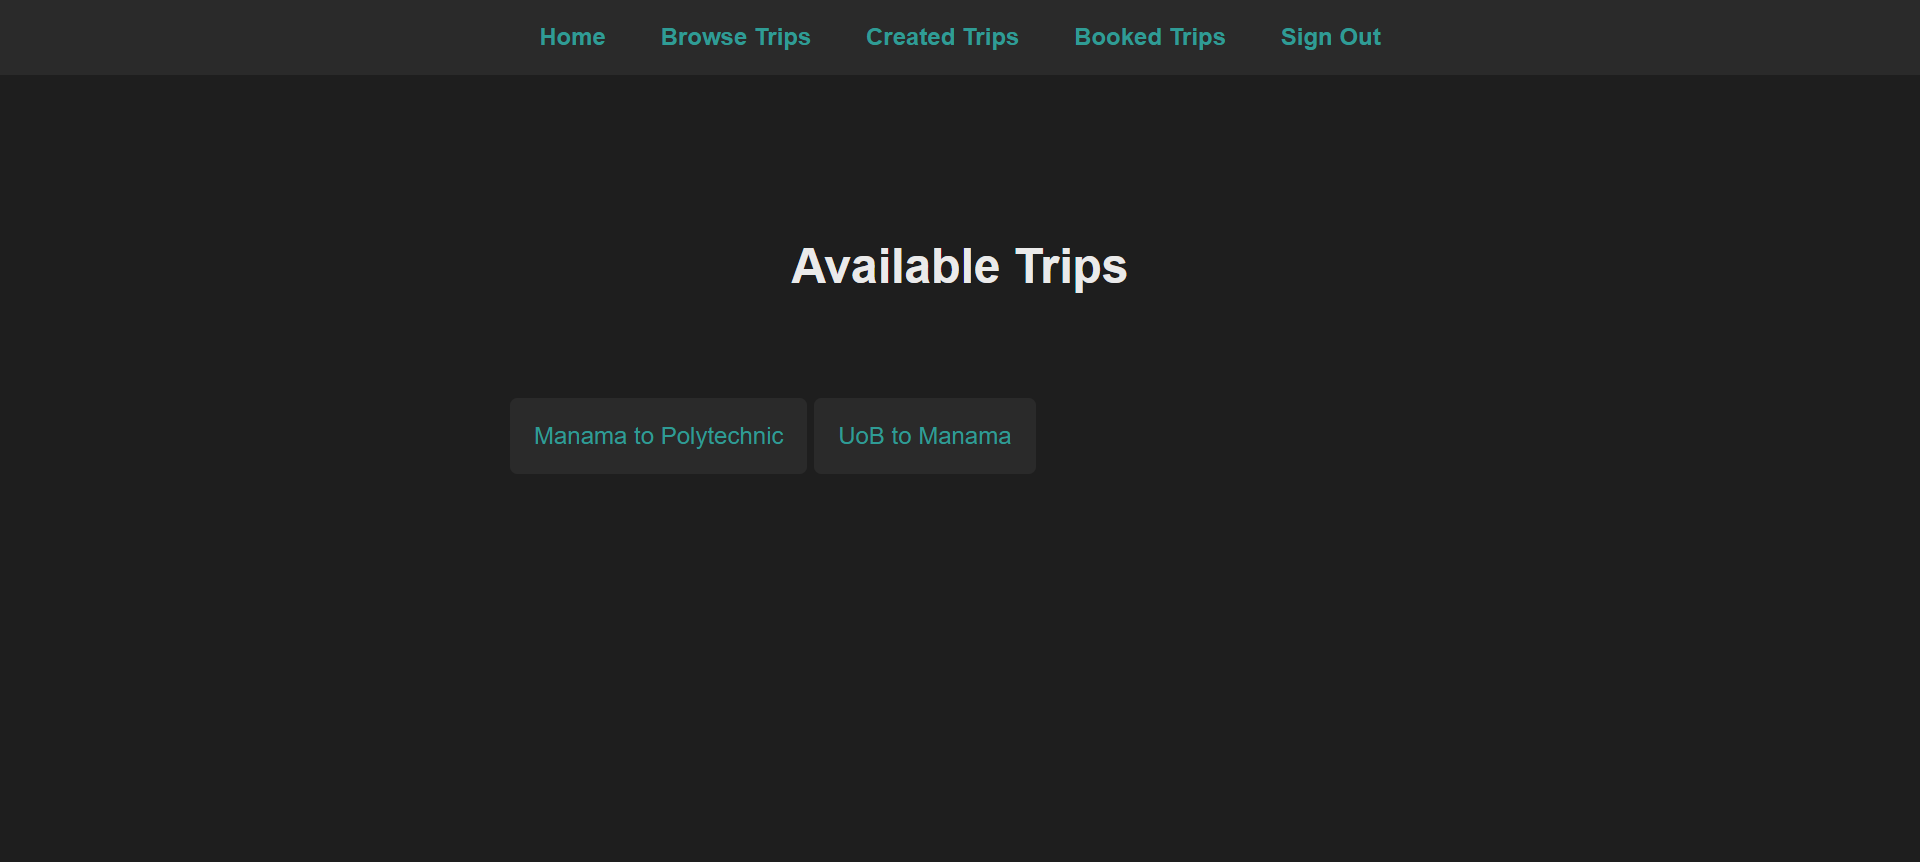 Home Browse Trips Created Trips Booked Trips Sign Out
Available Trips
Manama to Polytechnic UoB to Manama